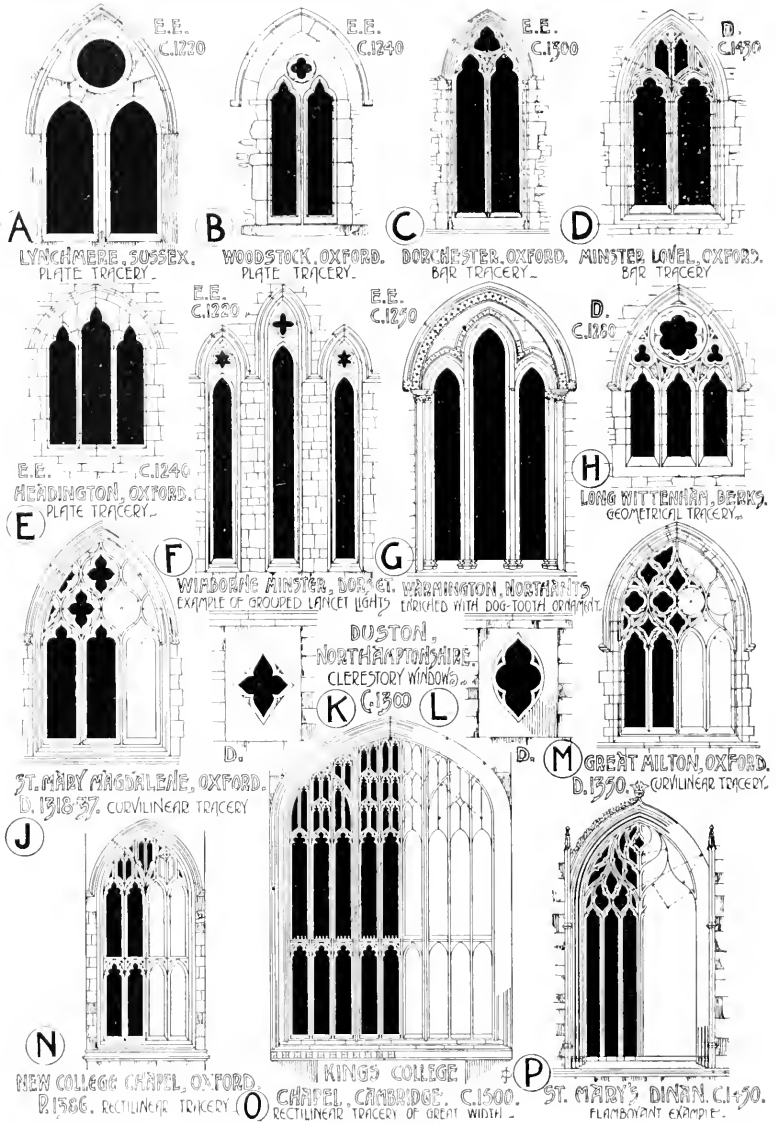 E.E.
C.1220
E.E.
C.1240
E.E.
C.1300
D.
C.1430
A
LYNCHMERE, SUSSEX.
PLATE TRACERY
B
WOODSTOCK, OXFORD.
PLATE TRACERY
C
DORCHESTER, OXFORD.
BAR TRACERY
D
MINSTER LOVEL, OXFORD.
BAR TRACERY
E.E.
C.1240
HEADINGTON, OXFORD.
PLATE TRACERY
E
E.E.
C.1220
F
WIMBORNE MINSTER, DORSET.
EXAMPLE OF GROUPED LANCET LIGHTS
E.E.
C.1250
G
WARMINGTON, NORTHANTS
ENRICHED WITH DOG-TOOTH ORNAMENT.
D.
C.1280
H
LONG WITTENHAM, BERKS.
GEOMETRICAL TRACERY
DUSTON,
NORTHAMPTONSHIRE.
CLERESTORY WINDOWS
K
C.1300
L
D.
D.
ST. MARY MAGDALENE, OXFORD.
D. 1318-37. CURVILINEAR TRACERY
J
M
GREAT MILTON, OXFORD.
D. 1350. CURVILINEAR TRACERY
N
NEW COLLEGE CHAPEL, OXFORD.
P. 1386. RECTILINEAR TRACERY
O
KINGS COLLEGE
CHAPEL, CAMBRIDGE. C.1500.
RECTILINEAR TRACERY OF GREAT WIDTH
P
ST. MARY'S DINAN. C.1450.
FLAMBOYANT EXAMPLE